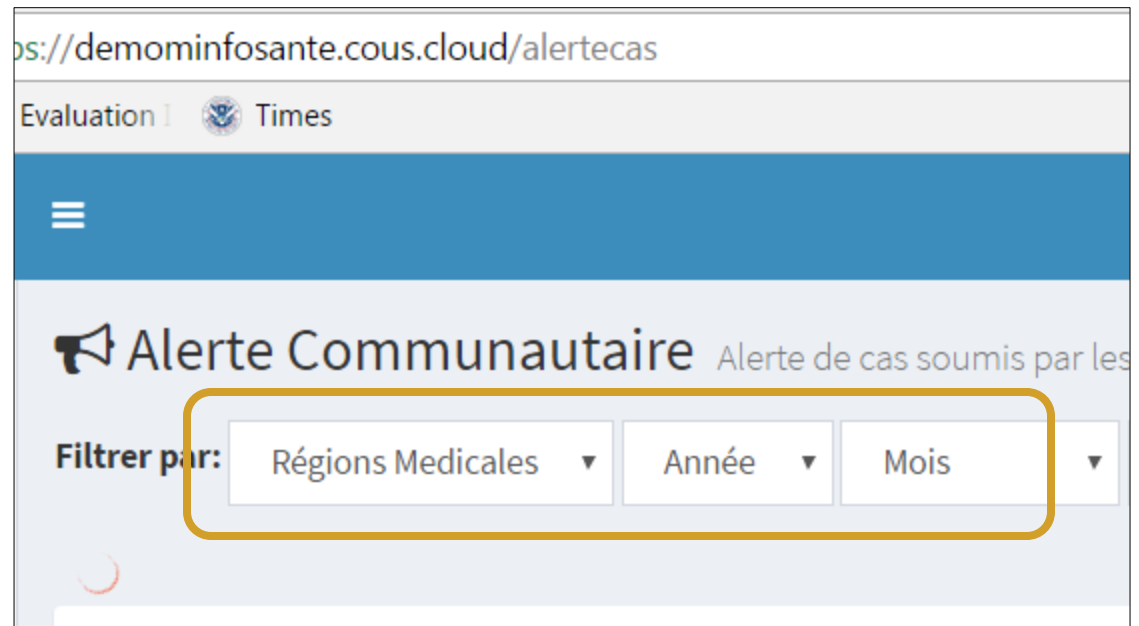 ps://demominfosante.cous.cloud/alertecas
Evaluation Times
Alerte Communautaire Alerte de cas soumis par les
Filtrer par: Régions Medicales Année Mois